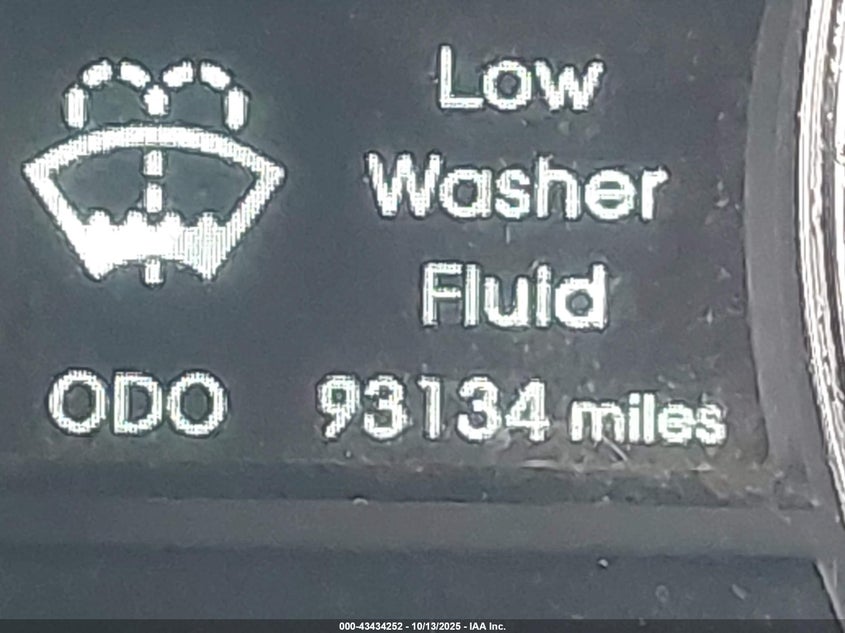 Low
Washer
Fluid
ODO 93134 miles
000-43434252 - 10/13/2025 - IAA Inc.